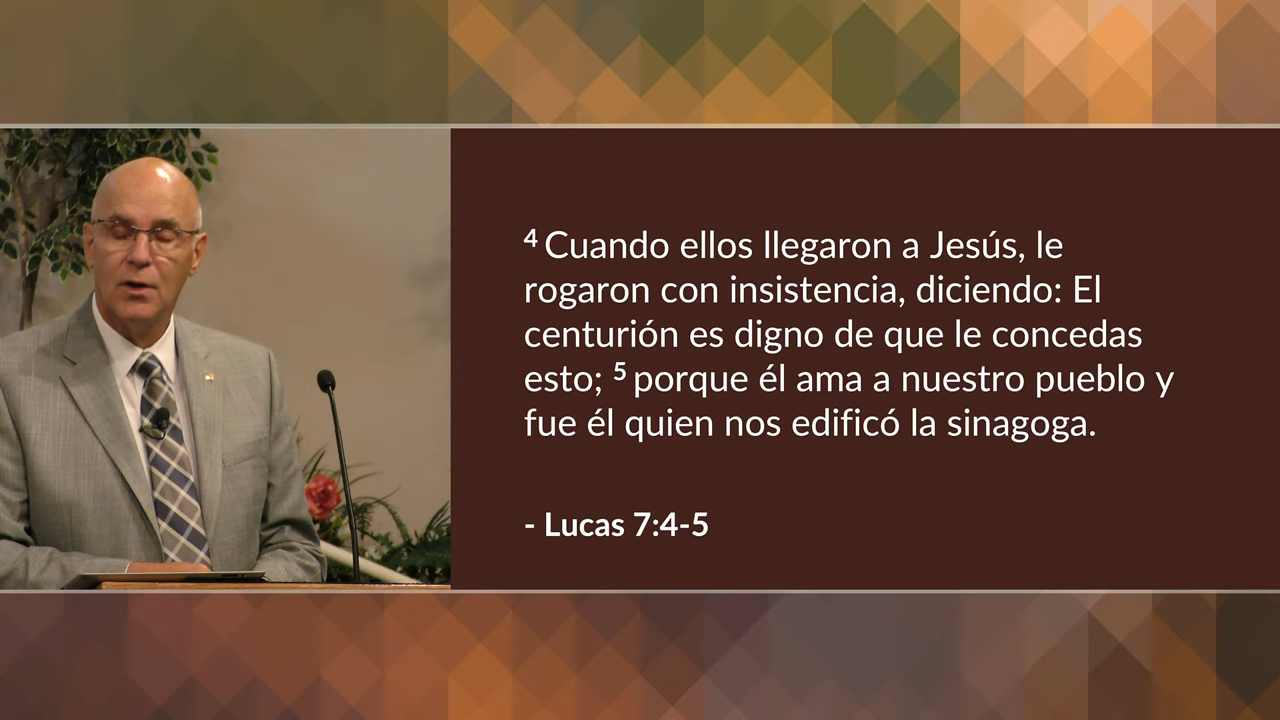 4 Cuando ellos llegaron a Jesús, le
rogaron con insistencia, diciendo: El
centurión es digno de que le concedas
esto; 5 porque él ama a nuestro pueblo y
fue él quien nos edificó la sinagoga.
- Lucas 7:4-5